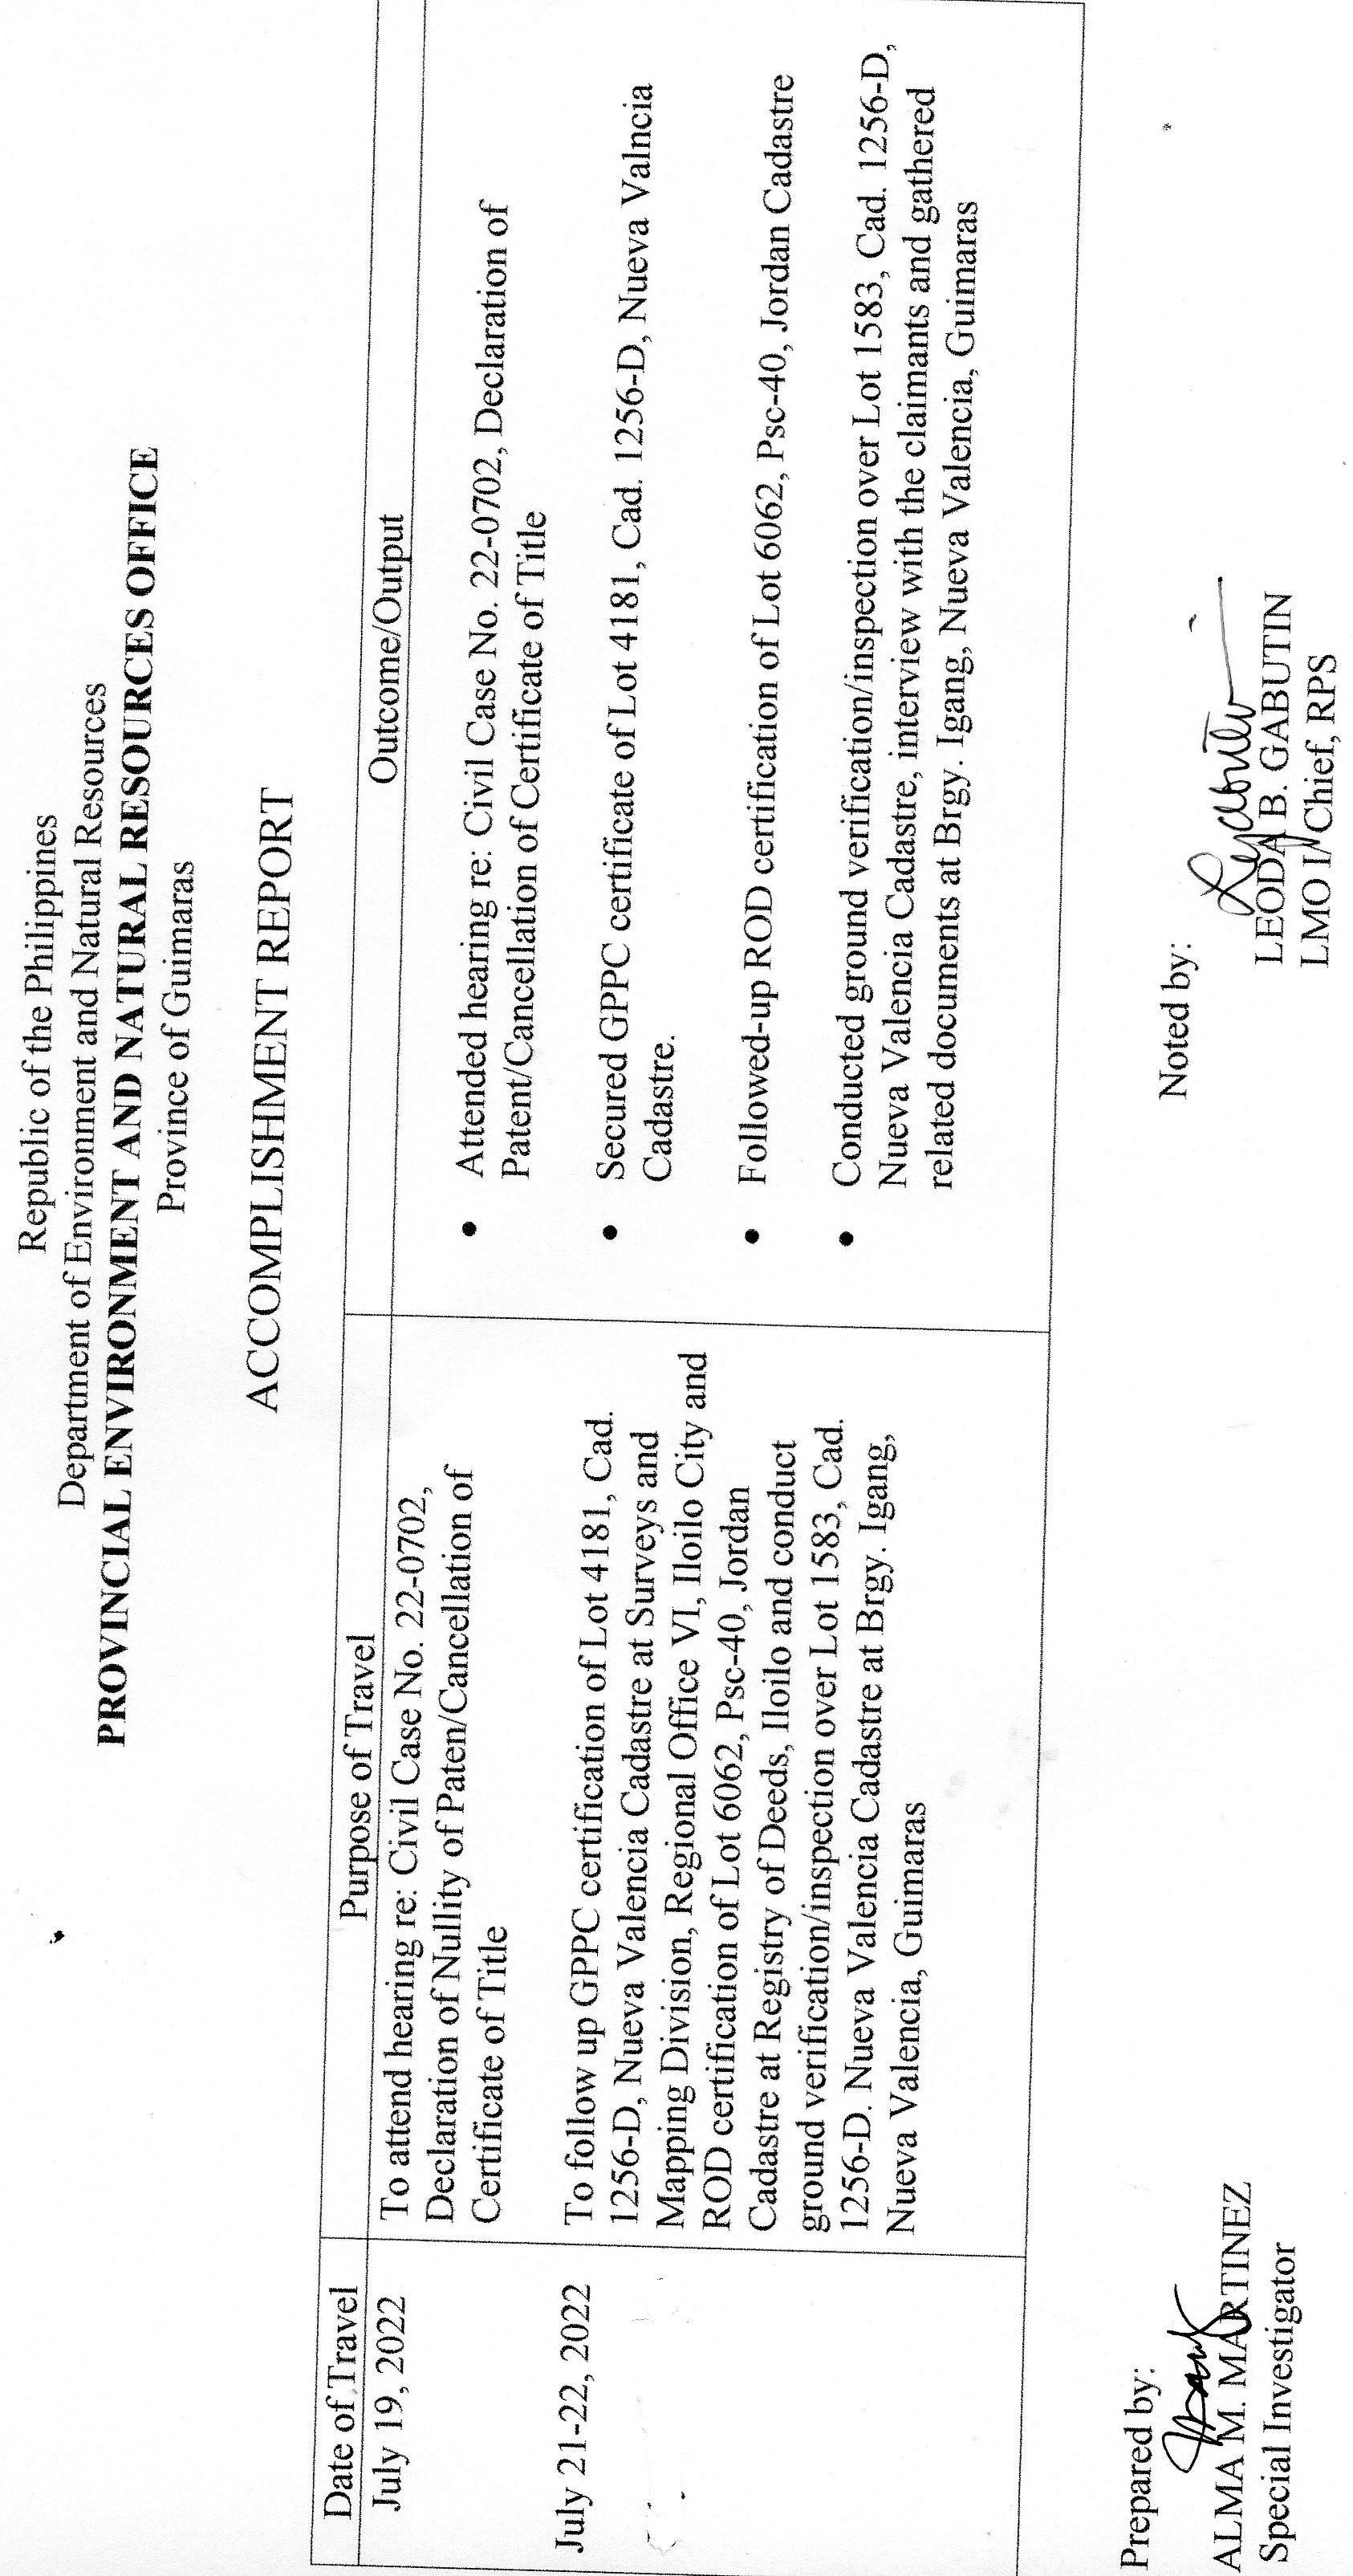 Republic of the Philippines
Department of Environment and Natural Resources
PROVINCIAL ENVIRONMENT AND NATURAL RESOURCES OFFICE
Province of Guimaras
ACCOMPLISHMENT REPORT
Date of Travel
Purpose of Travel
Outcome/Output
July 19, 2022
To attend hearing re: Civil Case No. 22-0702,
Declaration of Nullity of Paten/Cancellation of
Certificate of Title
• Attended hearing re: Civil Case No. 22-0702, Declaration of
Patent/Cancellation of Certificate of Title
July 21-22, 2022
To follow up GPPC certification of Lot 4181, Cad.
1256-D, Nueva Valencia Cadastre at Surveys and
Mapping Division, Regional Office VI, Iloilo City and
ROD certification of Lot 6062, Psc-40, Jordan
Cadastre at Registry of Deeds, Iloilo and conduct
ground verification/inspection over Lot 1583, Cad.
1256-D. Nueva Valencia Cadastre at Brgy. Igang,
Nueva Valencia, Guimaras
• Secured GPPC certificate of Lot 4181, Cad. 1256-D, Nueva Valncia
Cadastre.
• Followed-up ROD certification of Lot 6062, Psc-40, Jordan Cadastre
• Conducted ground verification/inspection over Lot 1583, Cad. 1256-D,
Nueva Valencia Cadastre, interview with the claimants and gathered
related documents at Brgy. Igang, Nueva Valencia, Guimaras
Prepared by:
ALMA M. MARTINEZ
Special Investigator
Noted by:
LEODA B. GABUTIN
LMO I/ Chief, RPS